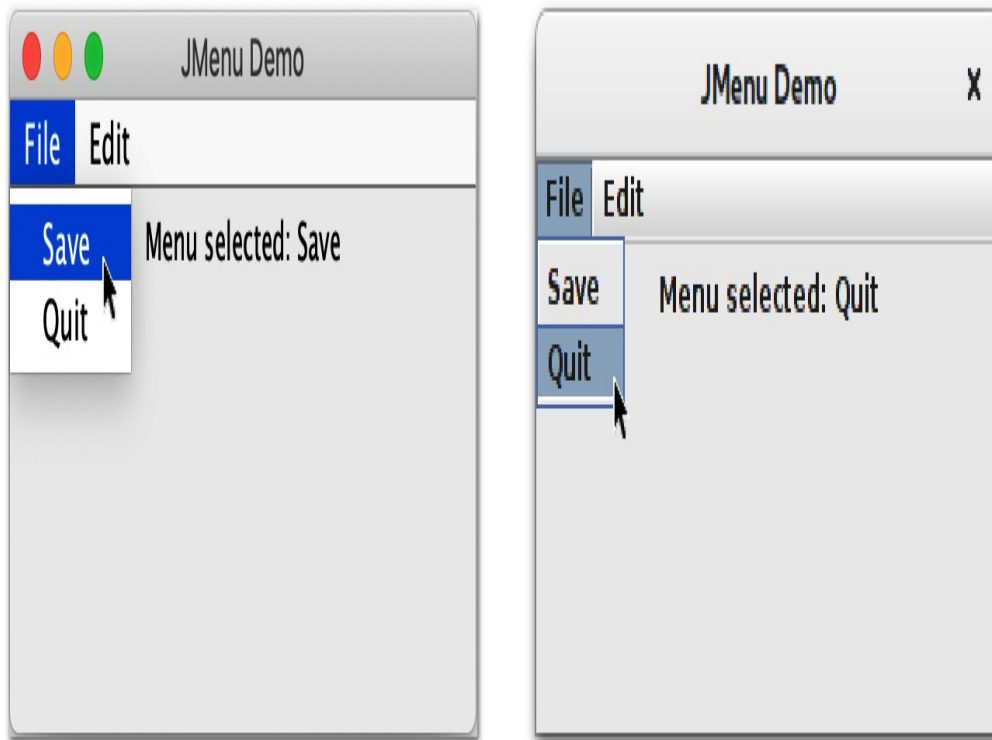 JMenu Demo
File Edit
Save
Menu selected: Save
Quit
JMenu Demo X
File Edit
Save
Menu selected: Quit
Quit